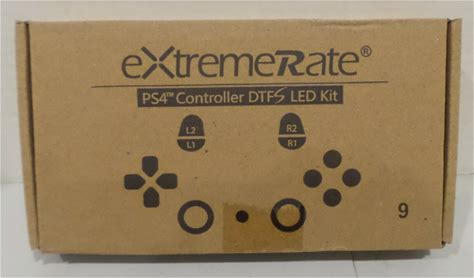 eXtremeRate®
PS4™ Controller DTFS LED Kit
L2 R2
L1 R1
9